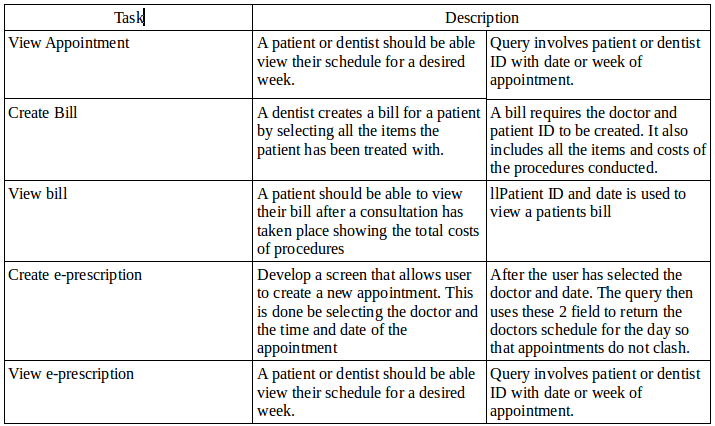 Task Description
View Appointment
A patient or dentist should be able
view their schedule for a desired
week.
Query involves patient or dentist
ID with date or week of
appointment.
Create Bill
A dentist creates a bill for a patient
by selecting all the items the
patient has been treated with.
A bill requires the doctor and
patient ID to be created. It also
includes all the items and costs of
the procedures conducted.
View bill
A patient should be able to view
their bill after a consultation has
taken place showing the total costs
of procedures
llPatient ID and date is used to
view a patients bill
Create e-prescription
Develop a screen that allows user
to create a new appointment. This
is done be selecting the doctor and
the time and date of the
appointment
After the user has selected the
doctor and date. The query then
uses these 2 field to return the
doctors schedule for the day so
that appointments do not clash.
View e-prescription
A patient or dentist should be able
view their schedule for a desired
week.
Query involves patient or dentist
ID with date or week of
appointment.